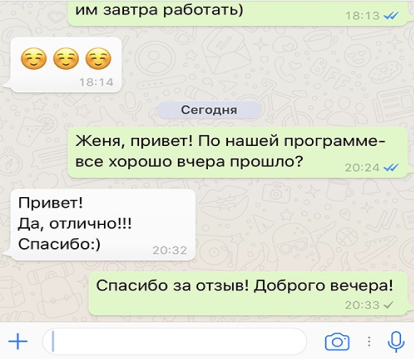 им завтра работать)
18:13
☺️☺️☺️
18:14
Сегодня
Женя, привет! По нашей программе-
все хорошо вчера прошло?
20:24
Привет!
Да, отлично!!!
Спасибо:)
20:32
Спасибо за отзыв! Доброго вечера!
20:33